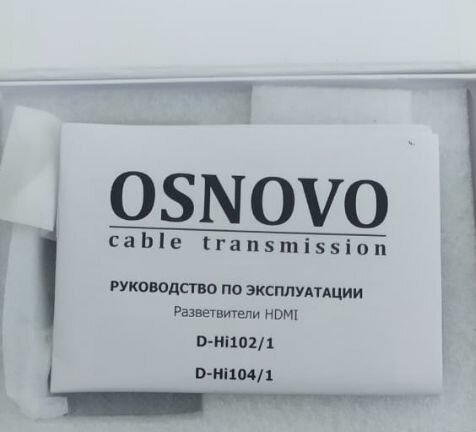 OSNOVO
cable transmission
РУКОВОДСТВО ПО ЭКСПЛУАТАЦИИ
Разветвители HDMI
D-Hi102/1
D-Hi104/1